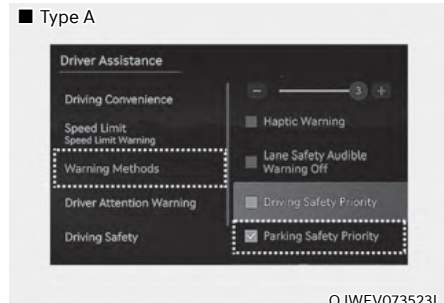 ■ Type A
Driver Assistance
Driving Convenience
Speed Limit
Speed Limit Warning
Warning Methods
Driver Attention Warning
Driving Safety
− 3 +
Haptic Warning
Lane Safety Audible
Warning Off
Driving Safety Priority
Parking Safety Priority